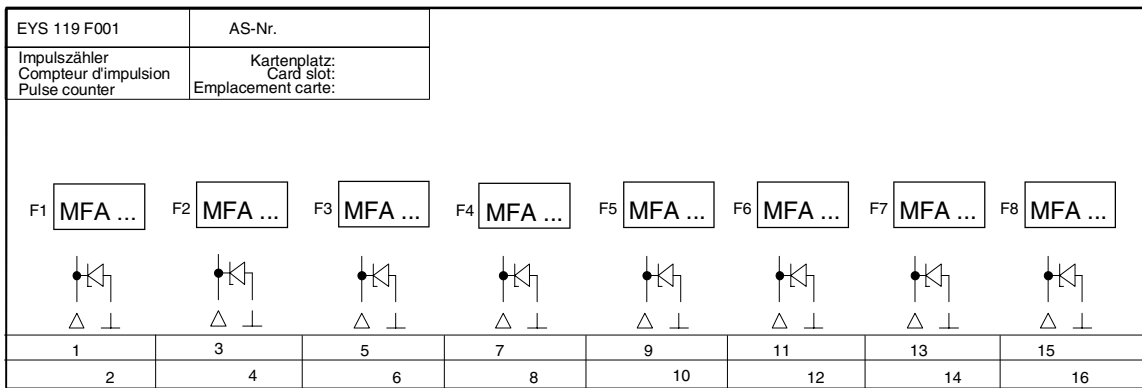 EYS 119 F001 AS-Nr.
Impulszähler Kartenplatz:
Compteur d'impulsion Card slot:
Pulse counter Emplacement carte:
F1 MFA ... F2 MFA ... F3 MFA ... F4 MFA ... F5 MFA ... F6 MFA ... F7 MFA ... F8 MFA ...
1 3 5 7 9 11 13 15
2 4 6 8 10 12 14 16